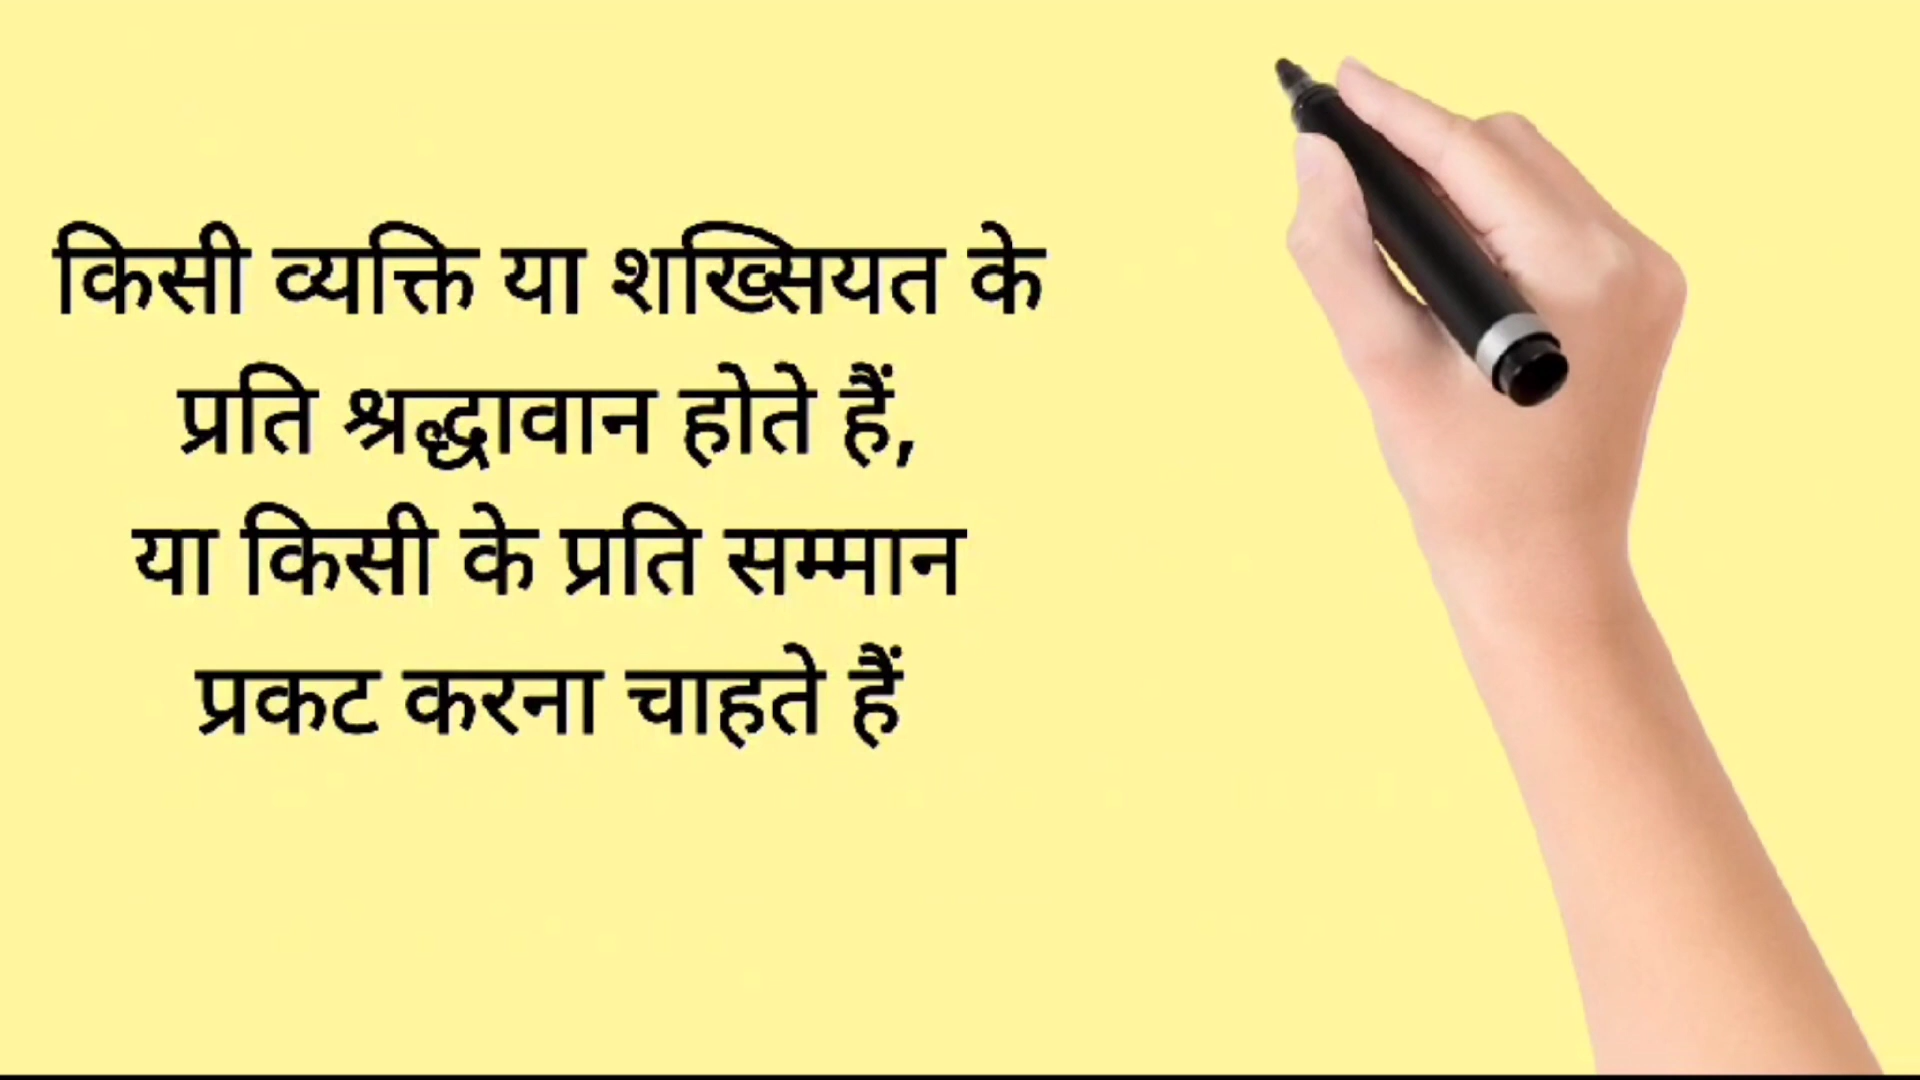 किसी व्यक्ति या शख्सियत के
प्रति श्रद्धावान होते हैं,
या किसी के प्रति सम्मान
प्रकट करना चाहते हैं